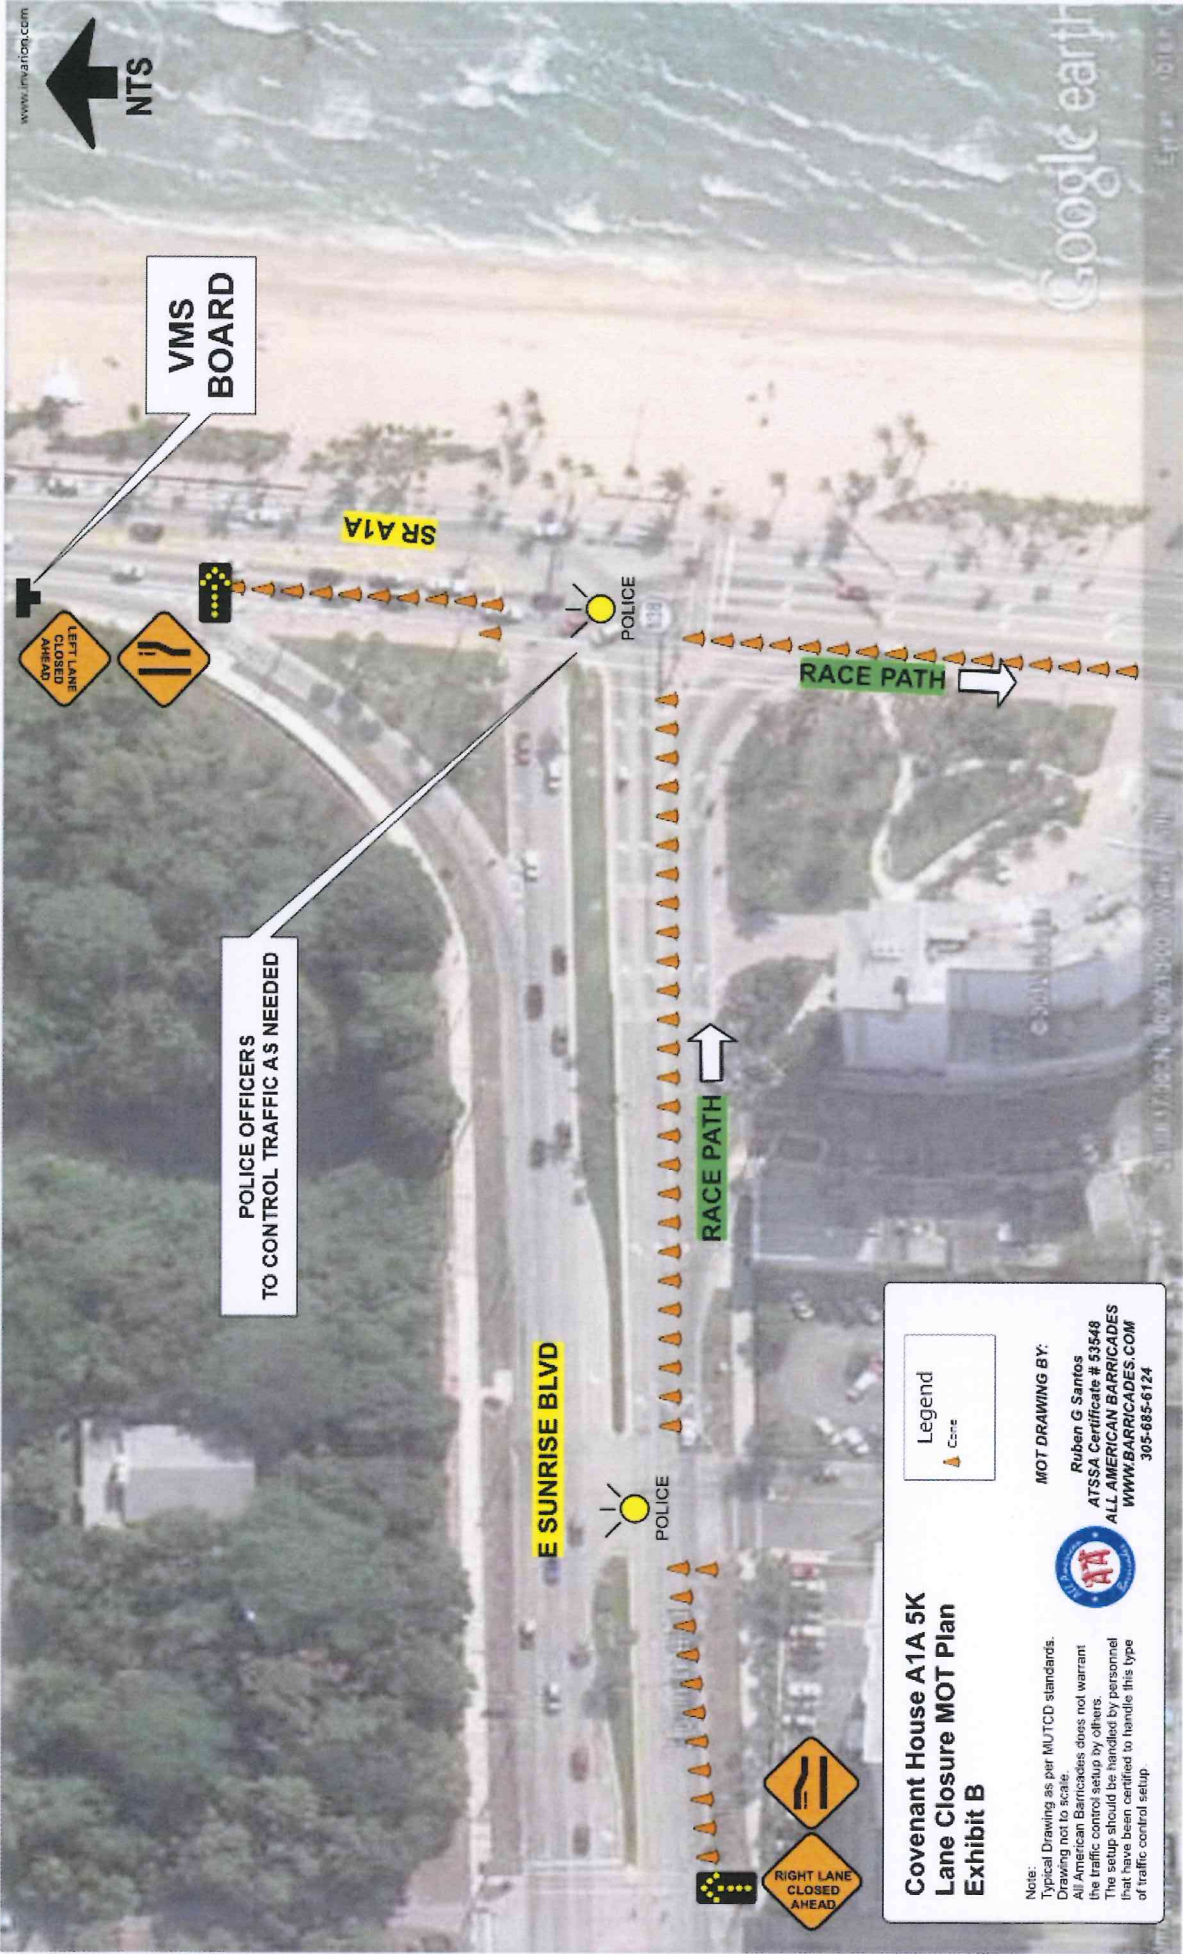 www.invarion.com
NTS
VMS
BOARD
SR A1A
LEFT LANE
CLOSED
AHEAD
POLICE
RACE PATH
POLICE OFFICERS
TO CONTROL TRAFFIC AS NEEDED
RACE PATH
E SUNRISE BLVD
POLICE
RIGHT LANE
CLOSED
AHEAD
Google earth
Covenant House A1A 5K
Lane Closure MOT Plan
Exhibit B
Legend
Cone
Note:
Typical Drawing as per MUTCD standards.
Drawing not to scale.
All American Barricades does not warrant
the traffic control setup by others.
The setup should be handled by personnel
that have been certified to handle this type
of traffic control setup.
All American
AA
Barricades
MOT DRAWING BY:
Ruben G Santos
ATSSA Certificate # 53548
ALL AMERICAN BARRICADES
WWW.BARRICADES.COM
305-685-6124